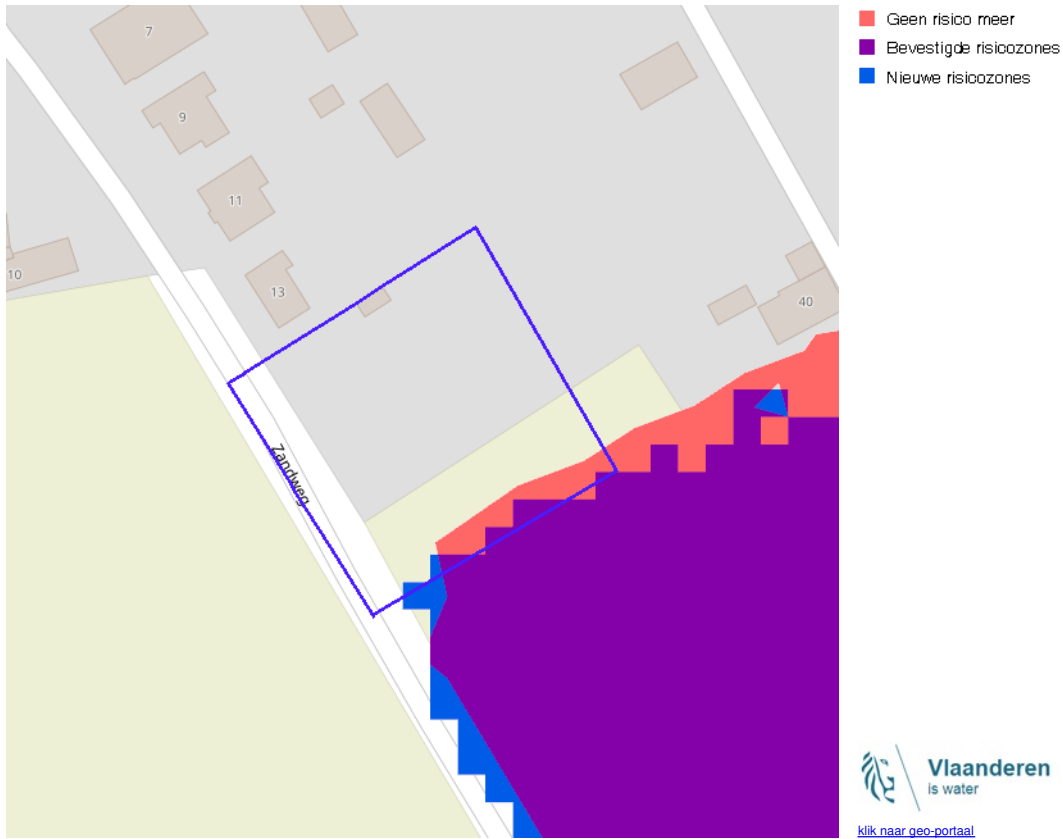 7
9
11
13
10
40
Zandweg
Geen risico meer
Bevestigde risicozones
Nieuwe risicozones
Vlaanderen
is water
klik naar geo-portaal